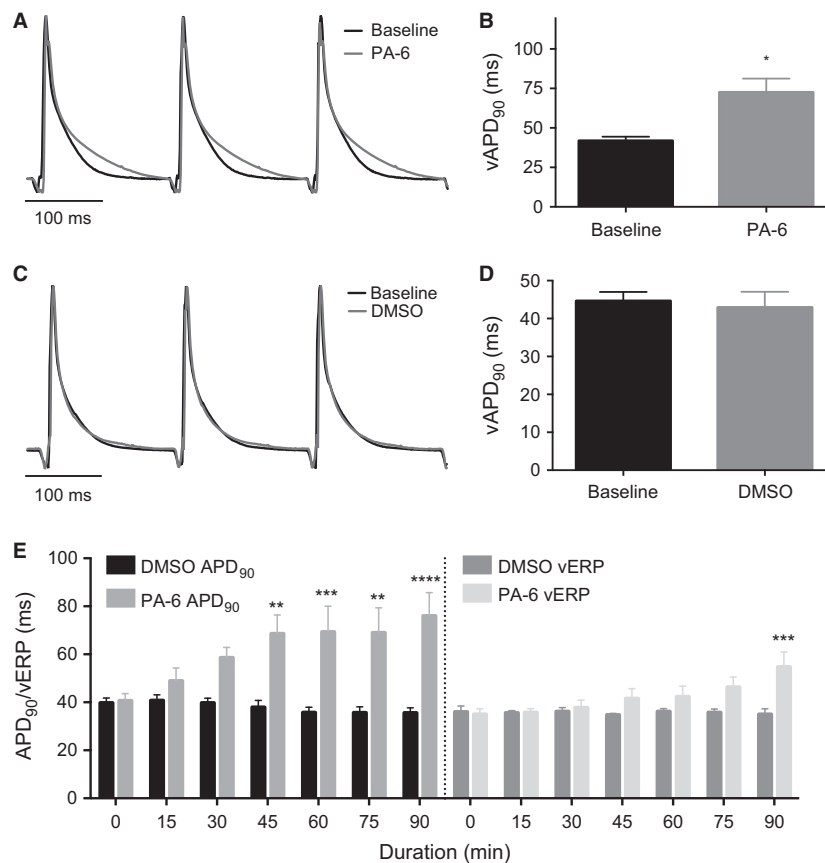 A
Baseline
PA-6
100 ms
B
vAPD90 (ms)
100
75
50
25
0
*
Baseline
PA-6
C
Baseline
DMSO
100 ms
D
vAPD90 (ms)
50
40
30
20
10
0
Baseline
DMSO
E
APD90/vERP
(ms)
100
80
60
40
20
0
DMSO APD90
PA-6 APD90
**
***
**
****
DMSO vERP
PA-6 vERP
***
0 15 30 45 60 75 90 0 15 30 45 60 75 90
Duration (min)